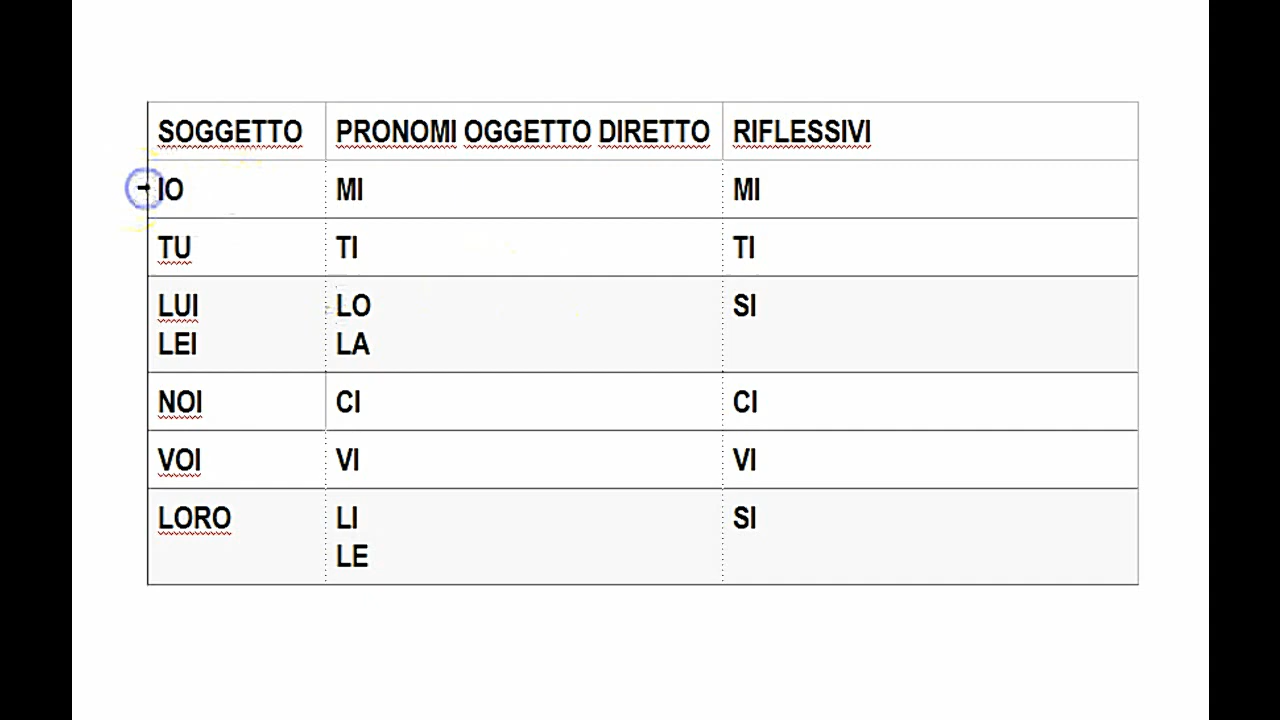 SOGGETTO PRONOMI OGGETTO DIRETTO RIFLESSIVI
IO MI MI
TU TI TI
LUI LO SI
LEI LA
NOI CI CI
VOI VI VI
LORO LI SI
LE